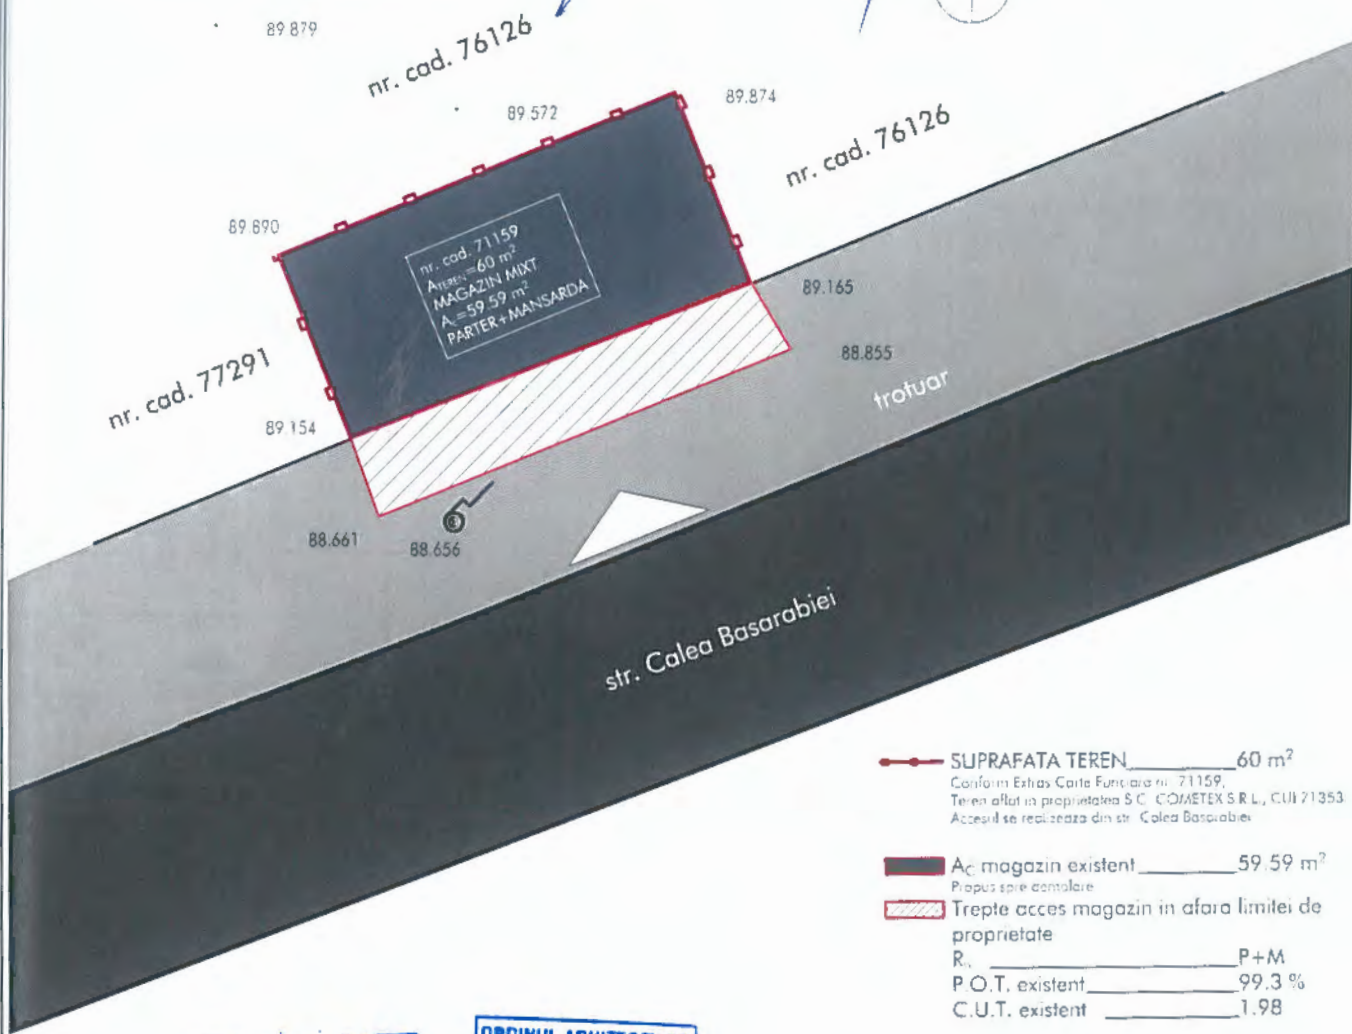 89.879
nr. cad. 76126
89.572
89.874
nr. cad. 76126
89.890
nr. cad. 71159
ATEREN=60 m²
MAGAZIN MIXT
Ac=59.59 m²
PARTER+MANSARDA
89.165
88.855
nr. cad. 77291
trotuar
89.154
88.661
88.656
str. Calea Basarabiei
SUPRAFATA TEREN 60 m²
Conform Extras Carte Funciara nr. 71159,
Teren aflat in proprietatea S.C. COMETEX S.R.L., CUI 71353
Accesul se realizeaza din str. Calea Basarabiei
Ac magazin existent 59.59 m²
Propus spre demolare
Trepte acces magazin in afara limitei de
proprietate
P+M
P.O.T. existent 99.3 %
C.U.T. existent 1.98